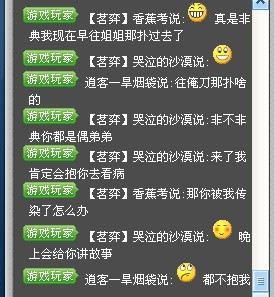 游戏玩家 【茗弈】香蕉考说: 真是非
典我现在早往姐姐那扑过去了
游戏玩家 【茗弈】哭泣的沙漠说:
游戏玩家 逍客一旱烟袋说:往俺刀那扑啥
的
游戏玩家 【茗弈】哭泣的沙漠说:非不非
典你都是偶弟弟
游戏玩家 【茗弈】哭泣的沙漠说:来了我
肯定会抱你去看病
游戏玩家 【茗弈】香蕉考说:那你被我传
染了怎么办
游戏玩家 【茗弈】哭泣的沙漠说: 晚
上会给你讲故事
游戏玩家 逍客一旱烟袋说: 都不抱我